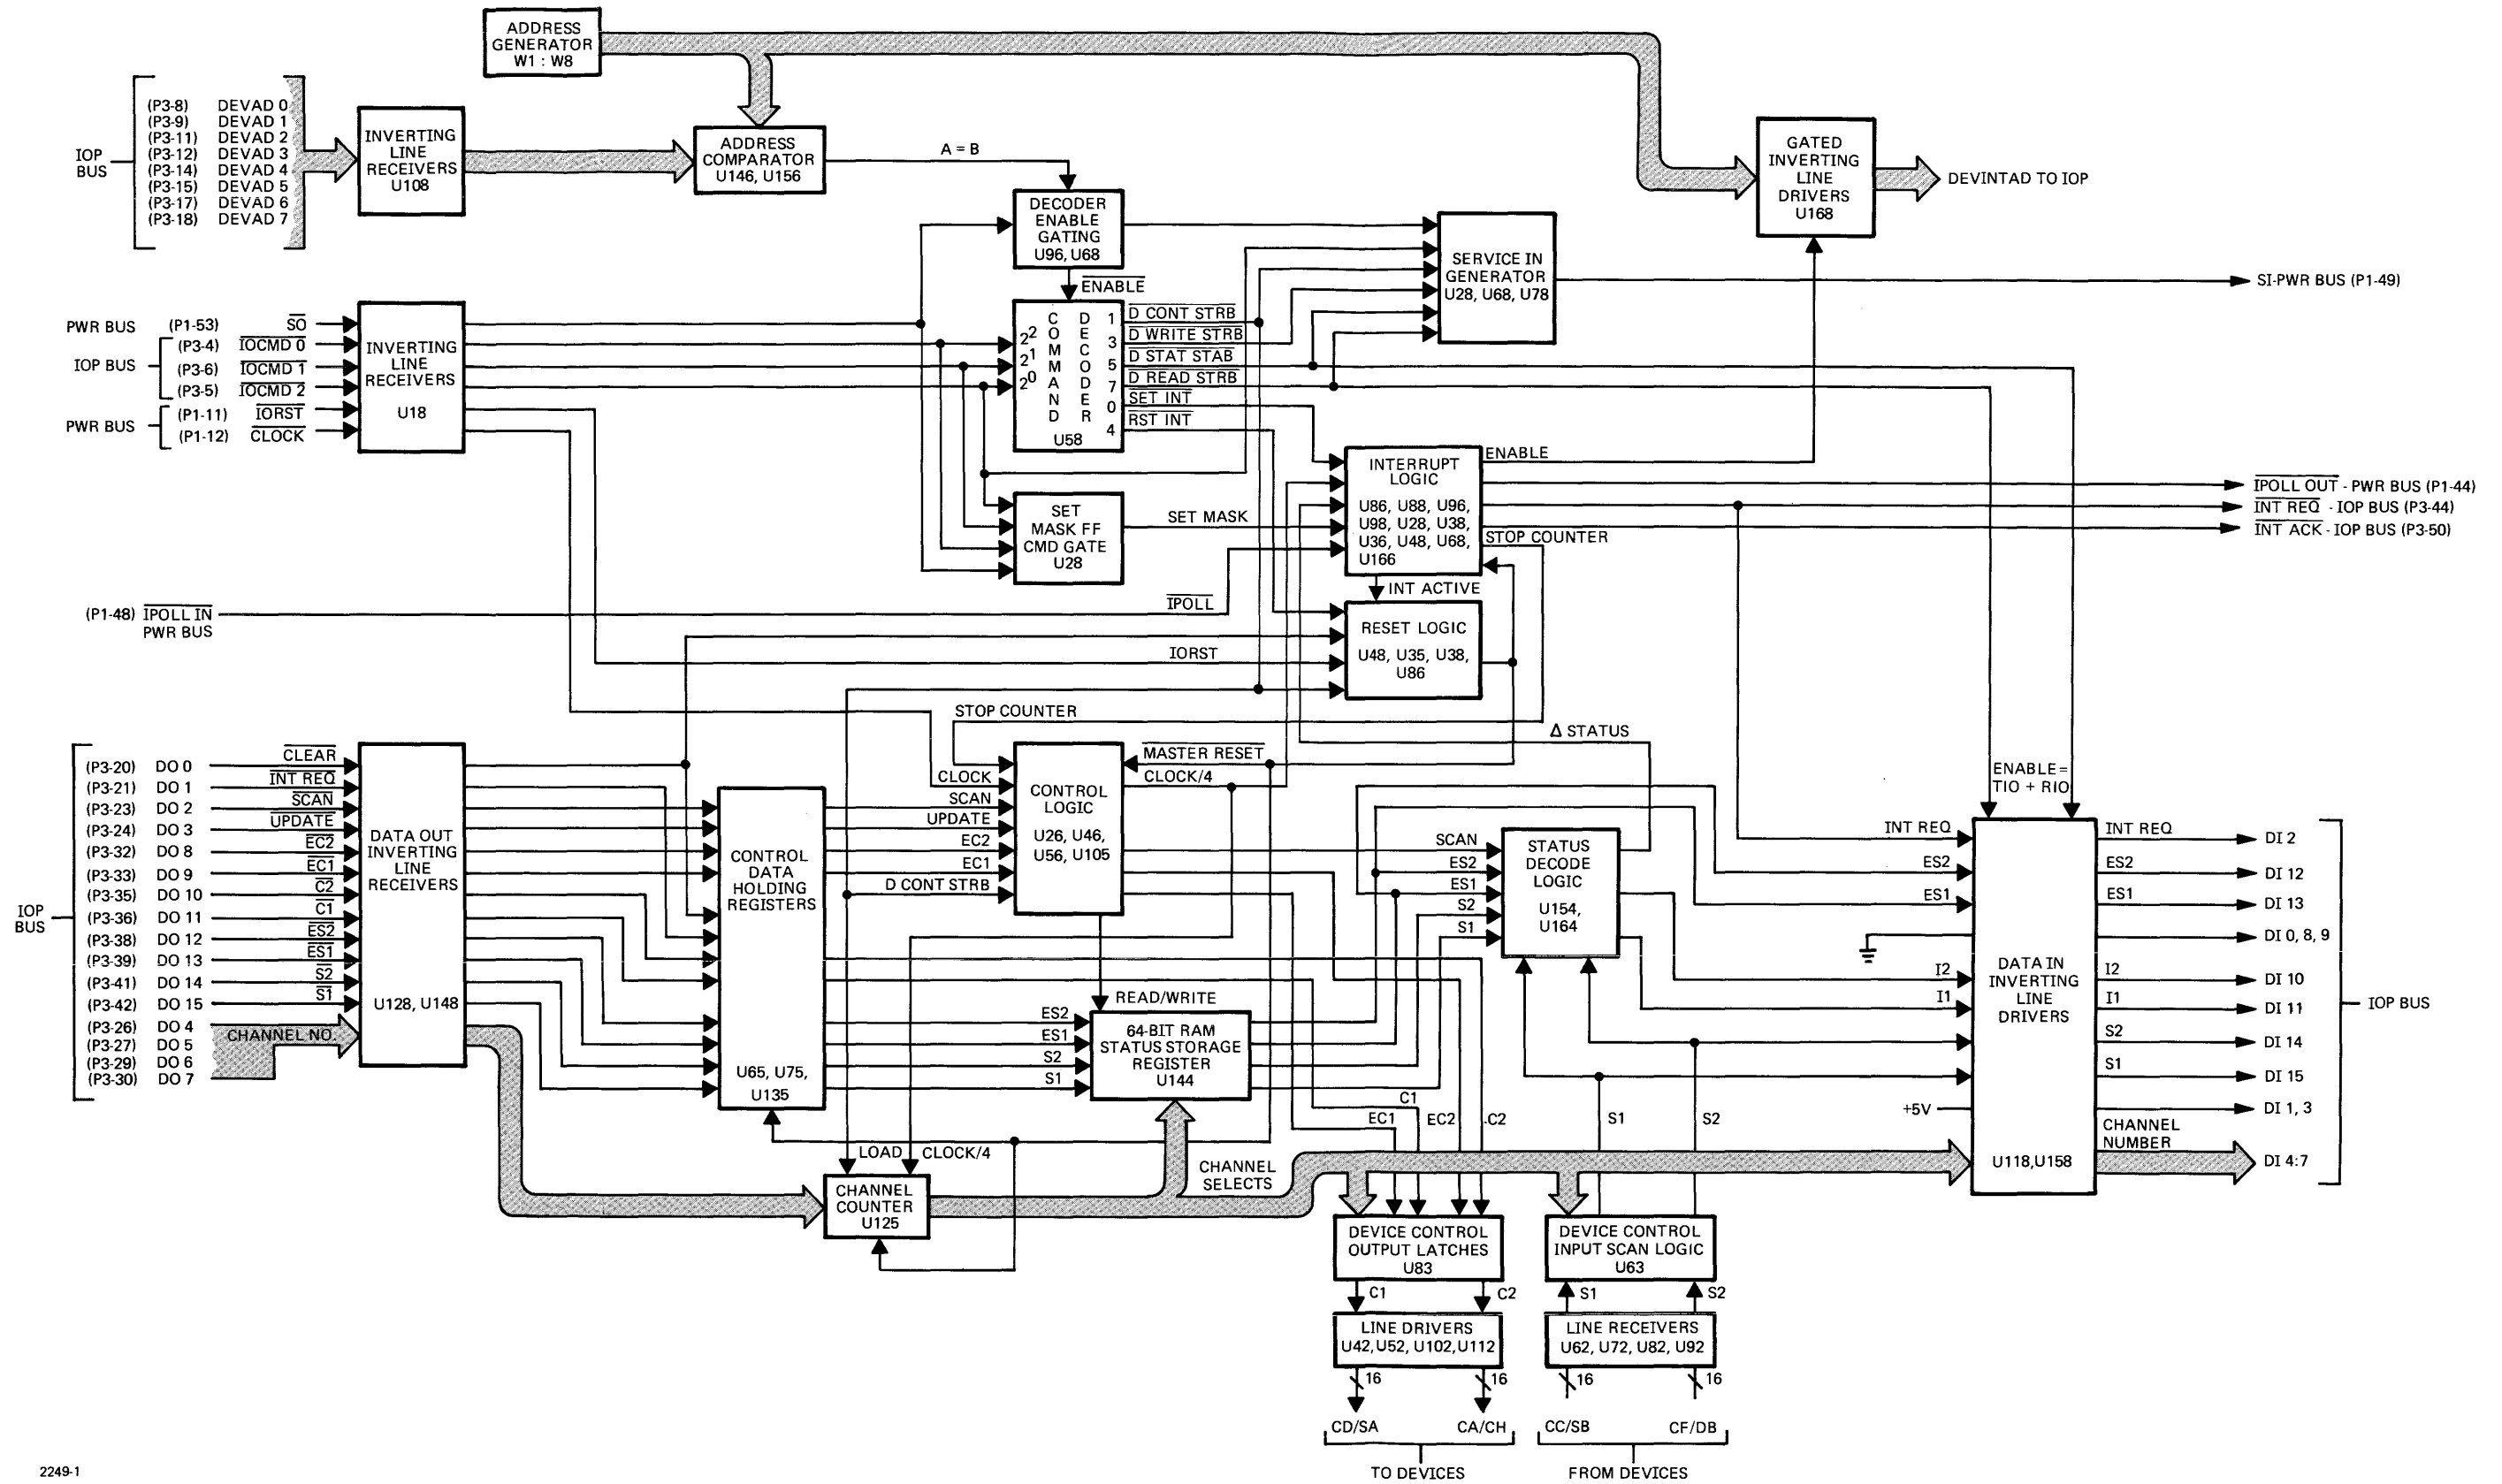 ADDRESS
GENERATOR
W1 : W8
IOP
BUS
(P3-8) DEVAD 0
(P3-9) DEVAD 1
(P3-11) DEVAD 2
(P3-12) DEVAD 3
(P3-14) DEVAD 4
(P3-15) DEVAD 5
(P3-17) DEVAD 6
(P3-18) DEVAD 7
INVERTING
LINE
RECEIVERS
U108
ADDRESS
COMPARATOR
U146, U156
A = B
GATED
INVERTING
LINE
DRIVERS
U168
DEVINTAD TO IOP
DECODER
ENABLE
GATING
U96, U68
ENABLE
SERVICE IN
GENERATOR
U28, U68, U78
SI-PWR BUS (P1-49)
PWR BUS (P1-53) SO
IOP BUS
(P3-4) IOCMD 0
(P3-6) IOCMD 1
(P3-5) IOCMD 2
PWR BUS
(P1-11) IORST
(P1-12) CLOCK
INVERTING
LINE
RECEIVERS
U18
2²
2¹
2⁰
COMMAND
DECODER
U58
1 D CONT STRB
3 D WRITE STRB
5 D STAT STAB
7 D READ STRB
0 SET INT
4 RST INT
SET
MASK FF
CMD GATE
U28
SET MASK
INTERRUPT
LOGIC
U86, U88, U96,
U98, U28, U38,
U36, U48, U68,
U166
ENABLE
STOP COUNTER
IPOLL OUT - PWR BUS (P1-44)
INT REQ - IOP BUS (P3-44)
INT ACK - IOP BUS (P3-50)
INT ACTIVE
(P1-48) IPOLL IN
PWR BUS
IPOLL
IORST
RESET LOGIC
U48, U35, U38,
U86
STOP COUNTER
Δ STATUS
MASTER RESET
IOP
BUS
(P3-20) DO 0 CLEAR
(P3-21) DO 1 INT REQ
(P3-23) DO 2 SCAN
(P3-24) DO 3 UPDATE
(P3-32) DO 8 EC2
(P3-33) DO 9 EC1
(P3-35) DO 10 C2
(P3-36) DO 11 C1
(P3-38) DO 12 ES2
(P3-39) DO 13 ES1
(P3-41) DO 14 S2
(P3-42) DO 15 S1
(P3-26) DO 4
(P3-27) DO 5
(P3-29) DO 6
(P3-30) DO 7
CHANNEL NO.
DATA OUT
INVERTING
LINE
RECEIVERS
U128, U148
CONTROL
DATA
HOLDING
REGISTERS
U65, U75,
U135
CLOCK
SCAN
UPDATE
EC2
EC1
D CONT STRB
CONTROL
LOGIC
U26, U46,
U56, U105
CLOCK/4
READ/WRITE
ES2
ES1
S2
S1
64-BIT RAM
STATUS STORAGE
REGISTER
U144
SCAN
ES2
ES1
S2
S1
STATUS
DECODE
LOGIC
U154,
U164
ENABLE=
TIO + RIO
INT REQ
ES2
ES1
I2
I1
+5V
DATA IN
INVERTING
LINE
DRIVERS
U118,U158
INT REQ DI 2
ES2 DI 12
ES1 DI 13
DI 0, 8, 9
I2 DI 10
I1 DI 11
S2 DI 14
S1 DI 15
DI 1, 3
CHANNEL
NUMBER
DI 4:7
IOP BUS
LOAD
CLOCK/4
CHANNEL
COUNTER
U125
CHANNEL
SELECTS
C1
EC1
EC2
C2
S1
S2
DEVICE CONTROL
OUTPUT LATCHES
U83
DEVICE CONTROL
INPUT SCAN LOGIC
U63
C1
C2
S1
S2
LINE DRIVERS
U42,U52, U102,U112
LINE RECEIVERS
U62, U72, U82, U92
16
16
16
16
CD/SA
CA/CH
CC/SB
CF/DB
TO DEVICES
FROM DEVICES
2249-1